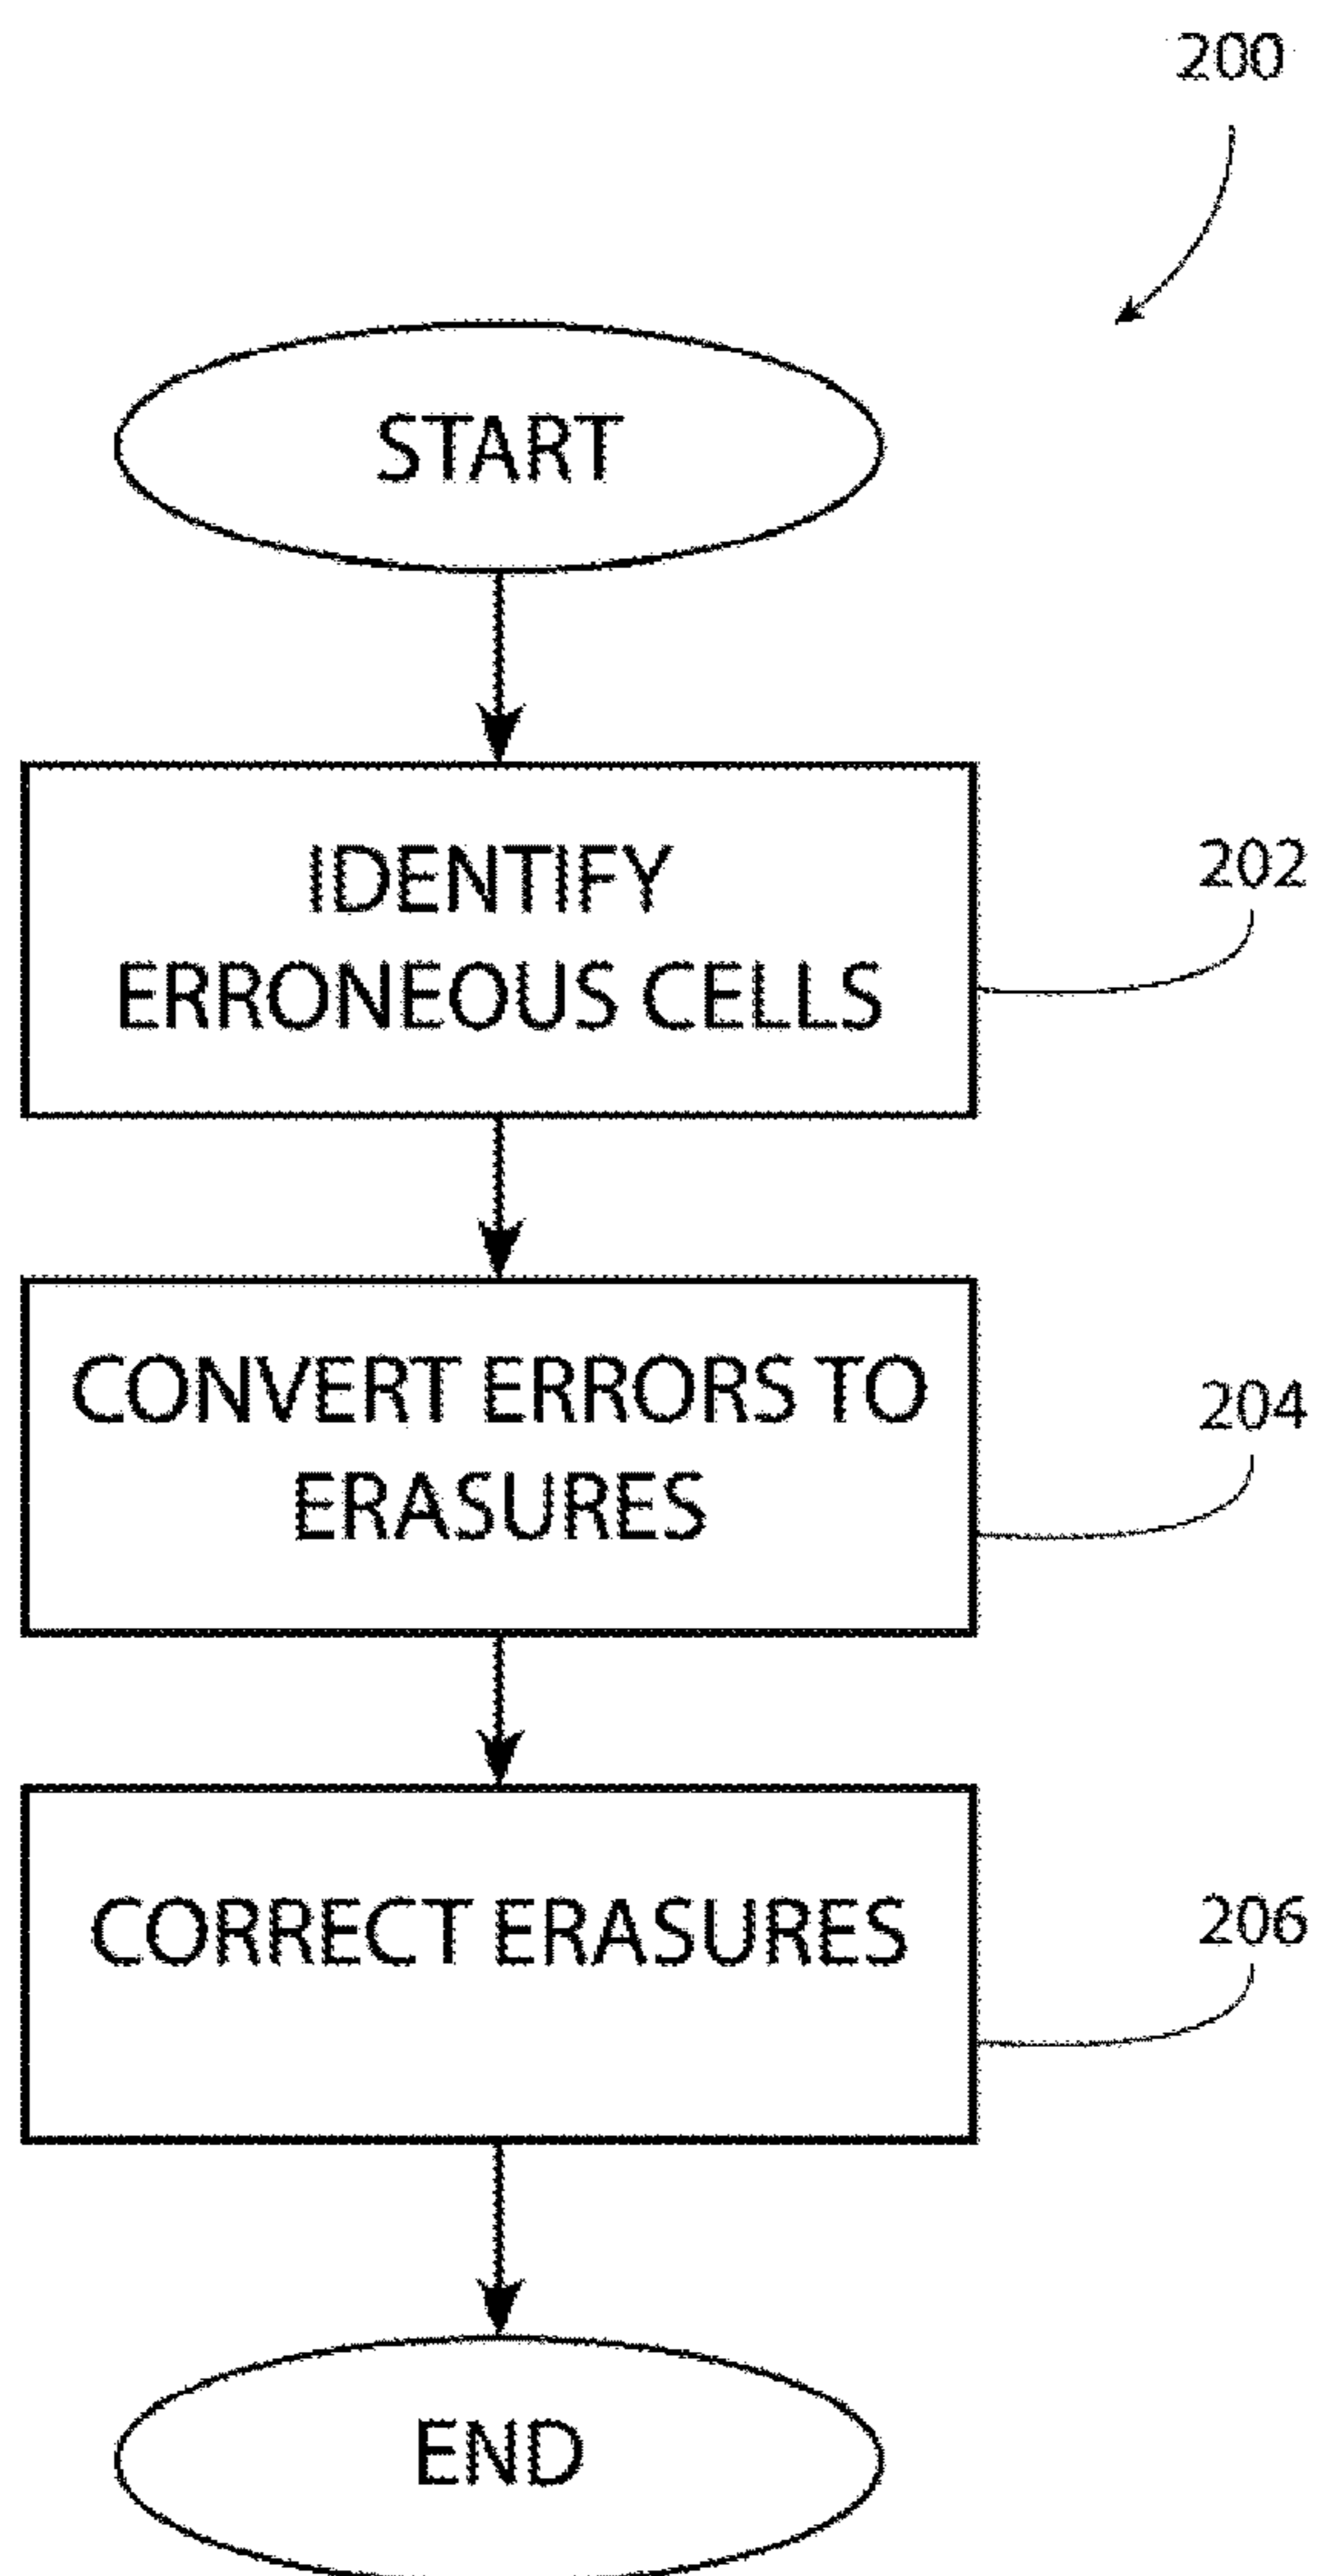 200
START
IDENTIFY
ERRONEOUS CELLS
202
CONVERT ERRORS TO
ERASURES
204
CORRECT ERASURES
206
END